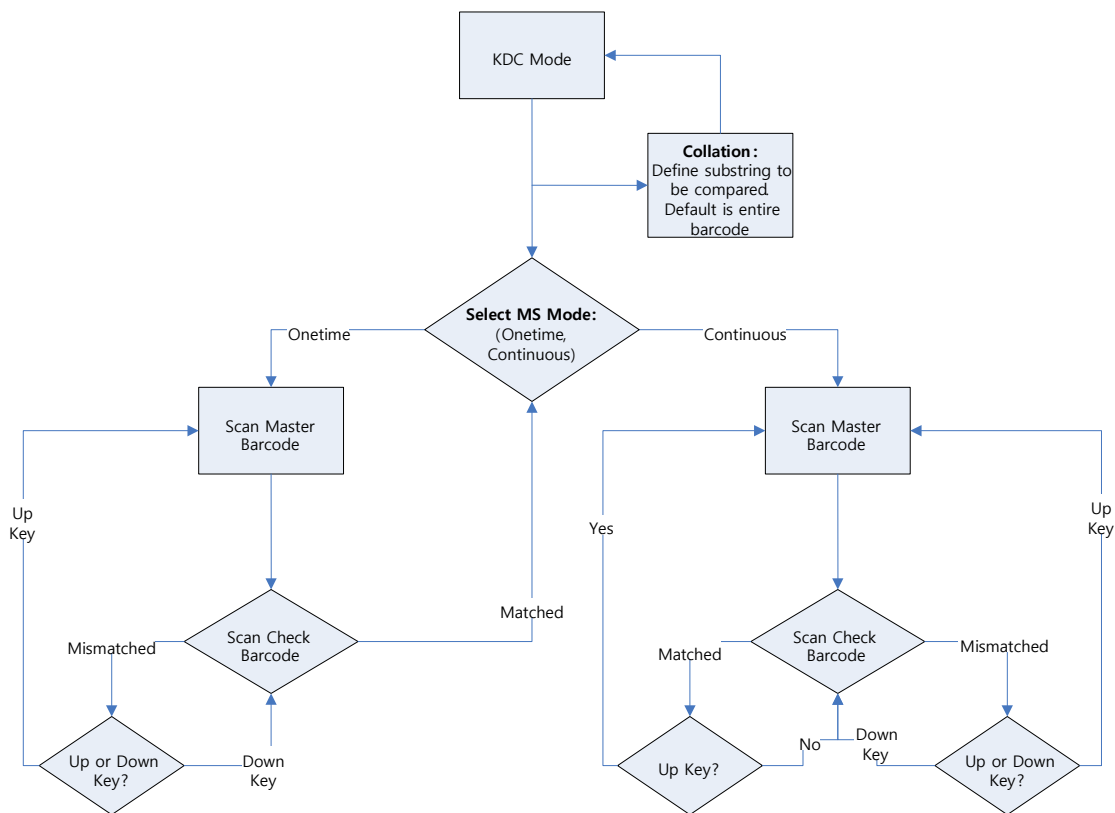 KDC Mode
Collation:
Define substring to
be compared.
Default is entire
barcode
Select MS Mode:
(Onetime,
Continuous)
Onetime
Continuous
Scan Master
Barcode
Scan Master
Barcode
Up
Key
Yes
Up
Key
Matched
Scan Check
Barcode
Scan Check
Barcode
Mismatched
Matched
Mismatched
Up or Down
Key?
Down
Key
Up Key?
No
Down
Key
Up or Down
Key?